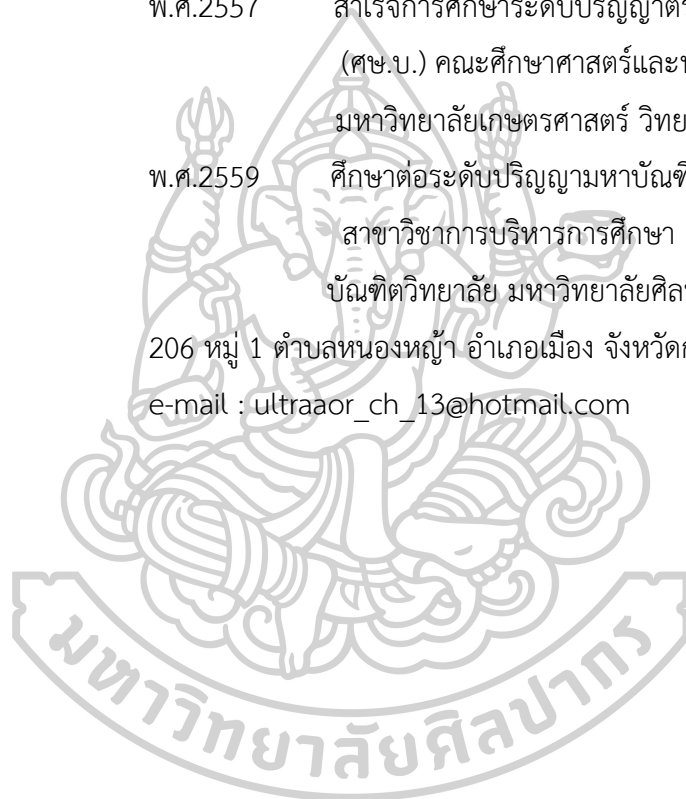 พ.ศ.2557 สำเร็จการศึกษาระดับปริญญาตร
(ศษ.บ.) คณะศึกษาศาสตร์และ
มหาวิทยาลัยเกษตรศาสตร์ วิทย
พ.ศ.2559 ศึกษาต่อระดับปริญญามหาบัณฑิ
สาขาวิชาการบริหารการศึกษา
บัณฑิตวิทยาลัย มหาวิทยาลัยศิล
206 หมู่ 1 ตำบลหนองหญ้า อำเภอเมือง จังหวัด
e-mail : ultraaor_ch_13@hotmail.com
มหาวิทยาลัยศิลปากร